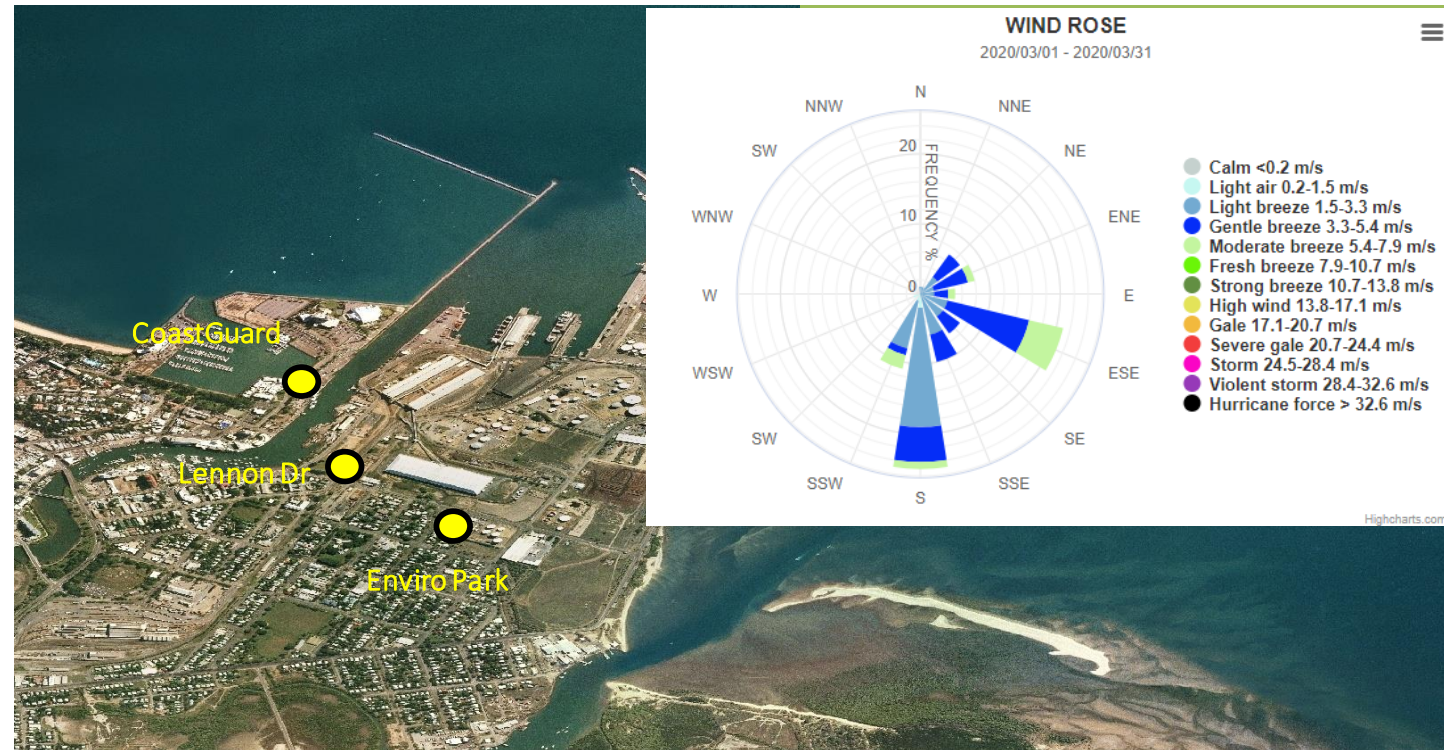 WIND ROSE
2020/03/01 - 2020/03/31
N
NNW
NNE
SW
NE
WNW
ENE
W
E
WSW
ESE
SW
SE
SSW
SSE
S
20
10
0
FREQUENCY %
Calm <0.2 m/s
Light air 0.2-1.5 m/s
Light breeze 1.5-3.3 m/s
Gentle breeze 3.3-5.4 m/s
Moderate breeze 5.4-7.9 m/s
Fresh breeze 7.9-10.7 m/s
Strong breeze 10.7-13.8 m/s
High wind 13.8-17.1 m/s
Gale 17.1-20.7 m/s
Severe gale 20.7-24.4 m/s
Storm 24.5-28.4 m/s
Violent storm 28.4-32.6 m/s
Hurricane force > 32.6 m/s
Highcharts.com
CoastGuard
Lennon Dr
Enviro Park